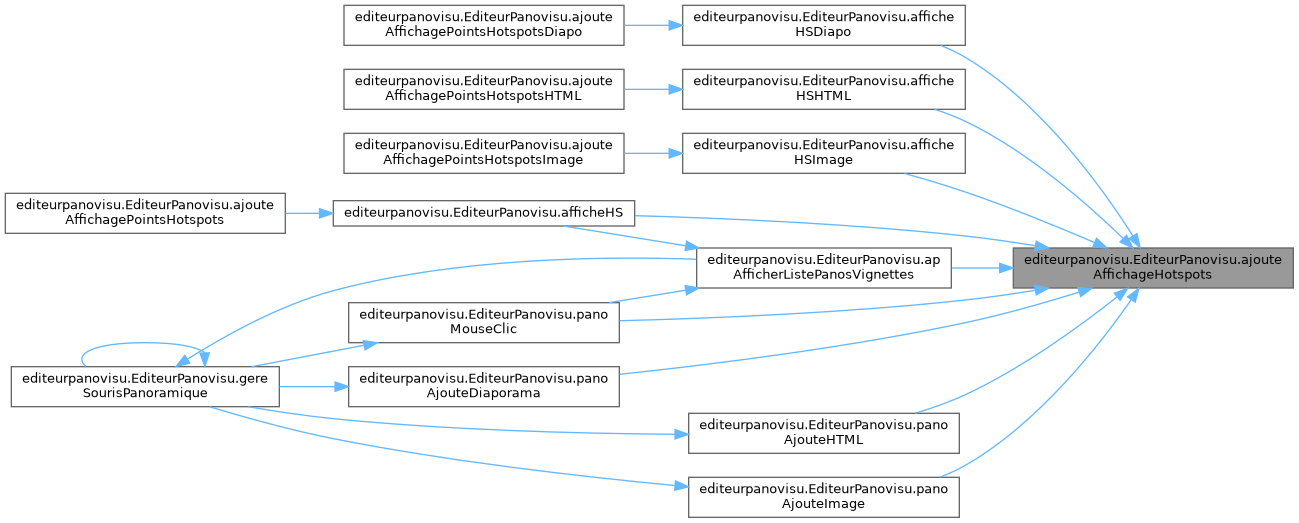 editeurpanovisu.EditeurPanovisu.ajoute
AffichagePointsHotspotsDiapo
editeurpanovisu.EditeurPanovisu.affiche
HSDiapo
editeurpanovisu.EditeurPanovisu.ajoute
AffichagePointsHotspotsHTML
editeurpanovisu.EditeurPanovisu.affiche
HSHTML
editeurpanovisu.EditeurPanovisu.ajoute
AffichagePointsHotspotsImage
editeurpanovisu.EditeurPanovisu.affiche
HSImage
editeurpanovisu.EditeurPanovisu.ajoute
AffichagePointsHotspots
editeurpanovisu.EditeurPanovisu.afficheHS
editeurpanovisu.EditeurPanovisu.ap
AfficherListePanosVignettes
editeurpanovisu.EditeurPanovisu.ajoute
AffichageHotspots
editeurpanovisu.EditeurPanovisu.pano
MouseClic
editeurpanovisu.EditeurPanovisu.gere
SourisPanoramique
editeurpanovisu.EditeurPanovisu.pano
AjouteDiaporama
editeurpanovisu.EditeurPanovisu.pano
AjouteHTML
editeurpanovisu.EditeurPanovisu.pano
AjouteImage